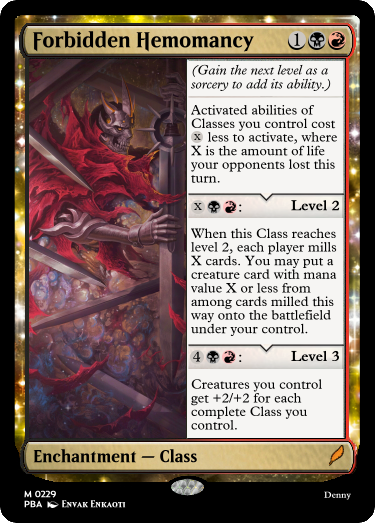 Forbidden Hemomancy 1
(Gain the next level as a
sorcery to add its ability.)
Activated abilities of
Classes you control cost
X less to activate, where
X is the amount of life
your opponents lost this
turn.
X : Level 2
When this Class reaches
level 2, each player mills
X cards. You may put a
creature card with mana
value X or less from
among cards milled this
way onto the battlefield
under your control.
4 : Level 3
Creatures you control
get +2/+2 for each
complete Class you
control.
Enchantment — Class
M 0229
PBA Envak Enkaoti
Denny